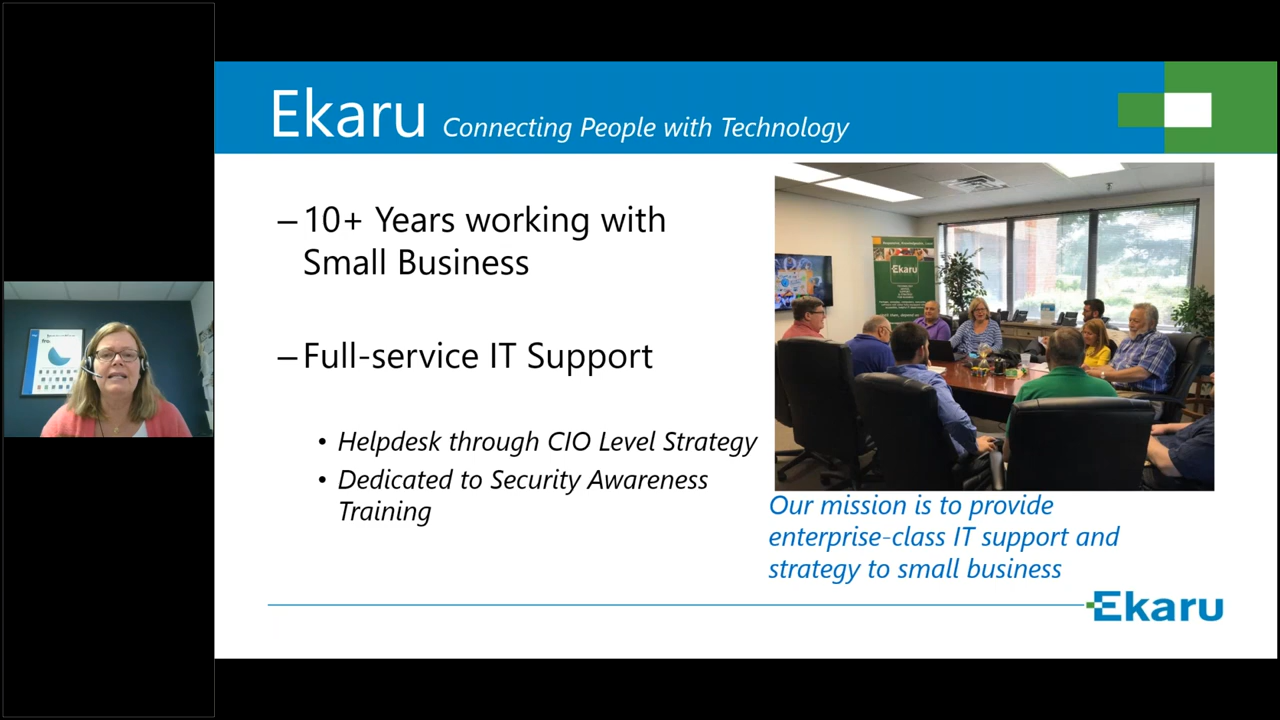 Ekaru Connecting People with Technology
– 10+ Years working with
Small Business
– Full-service IT Support
• Helpdesk through CIO Level Strategy
• Dedicated to Security Awareness
Training
Ekaru
Our mission is to provide
enterprise-class IT support and
strategy to small business
Ekaru